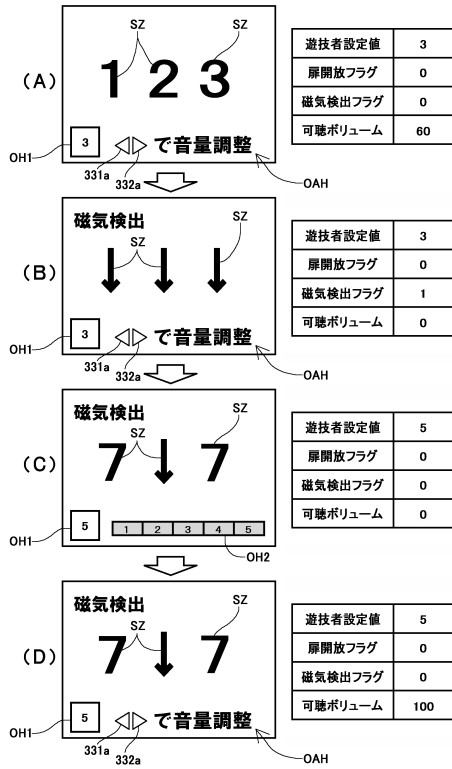 SZ SZ
(A)
1 2 3
OH1 3 で音量調整
331a 332a OAH
遊技者設定値 3
扉開放フラグ 0
磁気検出フラグ 0
可聴ボリューム 60
磁気検出 SZ
SZ
(B)
OH1 3 で音量調整
331a 332a OAH
遊技者設定値 3
扉開放フラグ 0
磁気検出フラグ 1
可聴ボリューム 0
磁気検出 SZ
SZ
(C)
7 7
OH1 5 1 2 3 4 5
OH2
遊技者設定値 5
扉開放フラグ 0
磁気検出フラグ 0
可聴ボリューム 0
磁気検出 SZ
SZ
(D)
7 7
OH1 5 で音量調整
331a 332a OAH
遊技者設定値 5
扉開放フラグ 0
磁気検出フラグ 0
可聴ボリューム 100